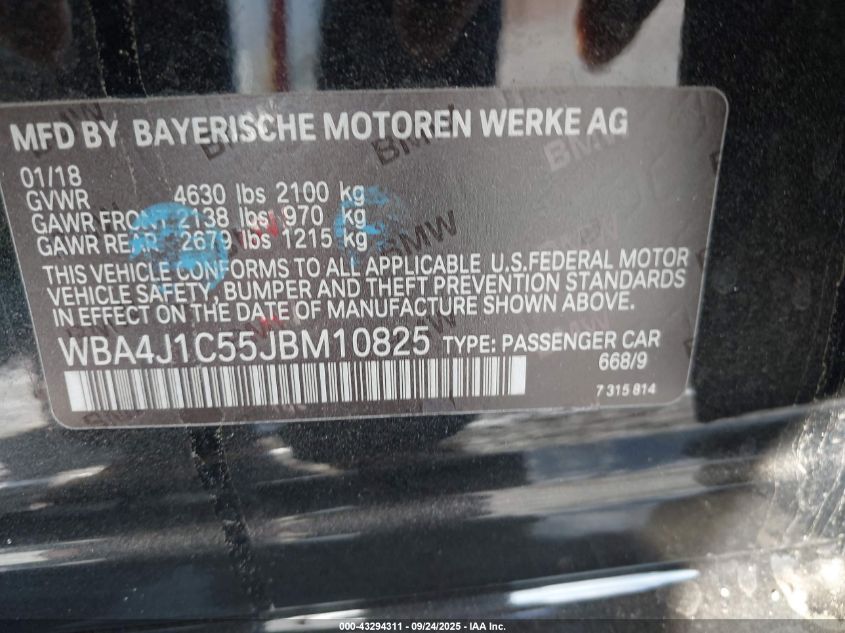 MFD BY BAYERISCHE MOTOREN WERKE AG
01/18
GVWR 4630 lbs 2100 kg
GAWR FRONT 2138 lbs 970 kg
GAWR REAR 2679 lbs 1215 kg
THIS VEHICLE CONFORMS TO ALL APPLICABLE U.S.FEDERAL MOTOR
VEHICLE SAFETY, BUMPER AND THEFT PREVENTION STANDARDS
IN EFFECT ON THE DATE OF MANUFACTURE SHOWN ABOVE.
WBA4J1C55JBM10825 TYPE: PASSENGER CAR
668/9
7 315 814
000-43294311 - 09/24/2025 - IAA Inc.